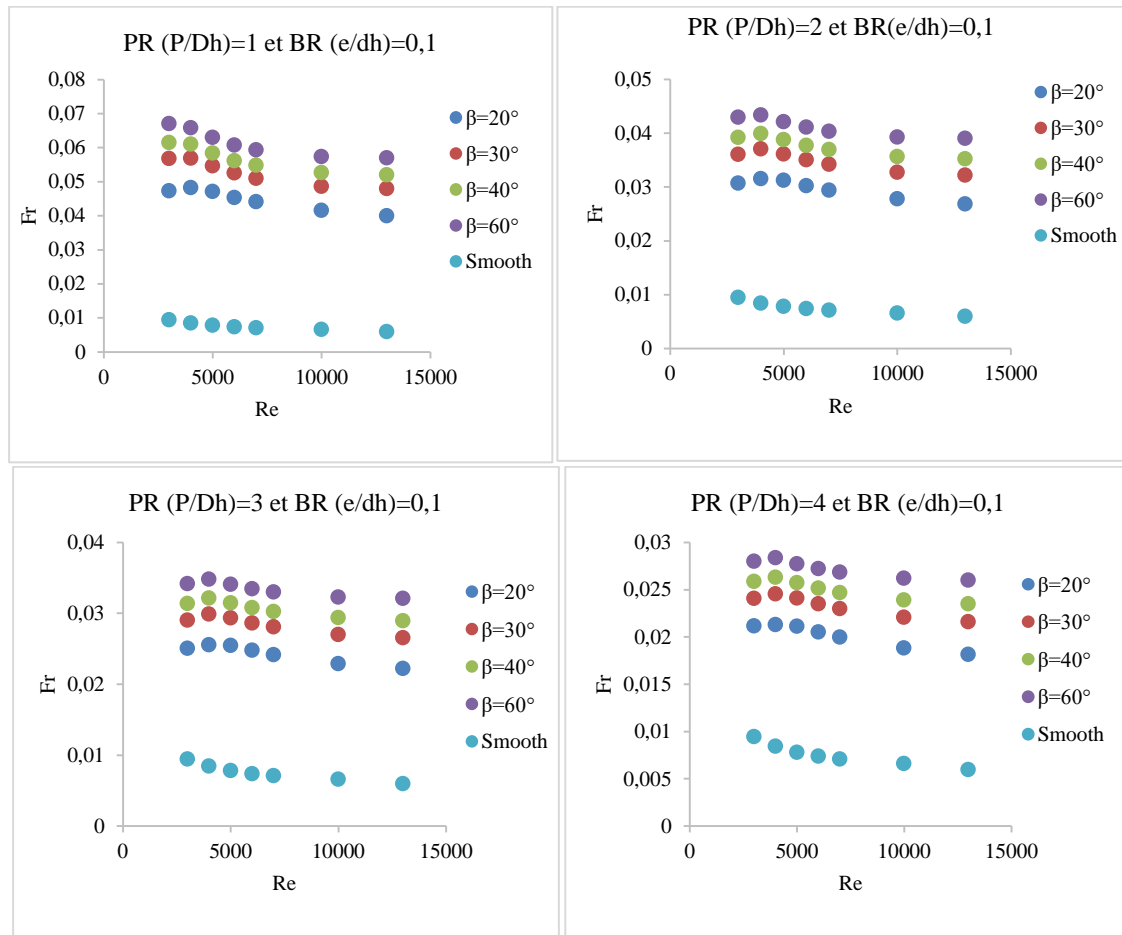 PR (P/Dh)=1 et BR (e/dh)=0,1
0,08
0,07
0,06
0,05
0,04
0,03
0,02
0,01
0
Fr
0
5000
10000
15000
Re
β=20°
β=30°
β=40°
β=60°
Smooth
PR (P/Dh)=2 et BR(e/dh)=0,1
0,05
0,04
0,03
0,02
0,01
0
Fr
0
5000
10000
15000
Re
β=20°
β=30°
β=40°
β=60°
Smooth
PR (P/Dh)=3 et BR (e/dh)=0,1
0,04
0,03
0,02
0,01
0
Fr
0
5000
10000
15000
Re
β=20°
β=30°
β=40°
β=60°
Smooth
PR (P/Dh)=4 et BR (e/dh)=0,1
0,03
0,025
0,02
0,015
0,01
0,005
0
Fr
0
5000
10000
15000
Re
β=20°
β=30°
β=40°
β=60°
Smooth